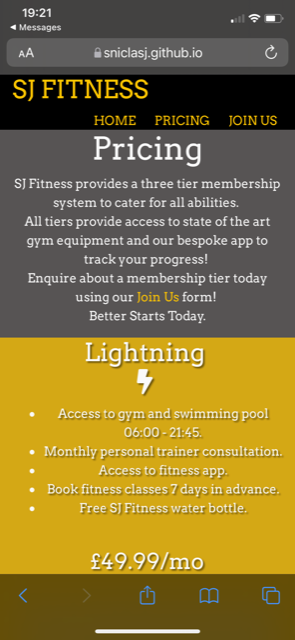 19:21
◀ Messages
AA sniclasj.github.io
SJ FITNESS
HOME PRICING JOIN US
Pricing
SJ Fitness provides a three tier membership
system to cater for all abilities.
All tiers provide access to state of the art
gym equipment and our bespoke app to
track your progress!
Enquire about a membership tier today
using our Join Us form!
Better Starts Today.
Lightning
• Access to gym and swimming pool
06:00 - 21:45.
• Monthly personal trainer consultation.
• Access to fitness app.
• Book fitness classes 7 days in advance.
• Free SJ Fitness water bottle.
£49.99/mo